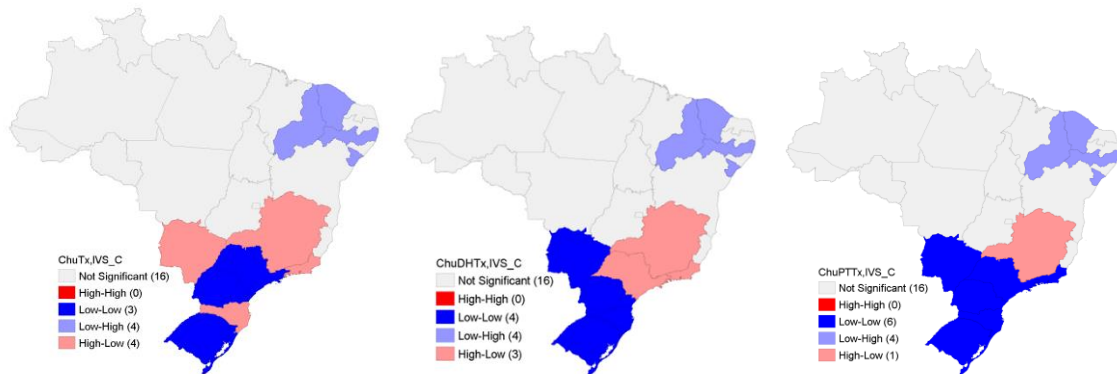 ChuTx,IVS_C
Not Significant (16)
High-High (0)
Low-Low (3)
Low-High (4)
High-Low (4)
ChuDHTx,IVS_C
Not Significant (16)
High-High (0)
Low-Low (4)
Low-High (4)
High-Low (3)
ChuPTTx,IVS_C
Not Significant (16)
High-High (0)
Low-Low (6)
Low-High (4)
High-Low (1)